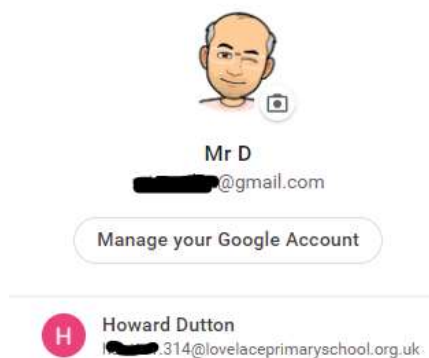 Mr D
@gmail.com
Manage your Google Account
H
Howard Dutton
.314@lovelaceprimaryschool.org.uk